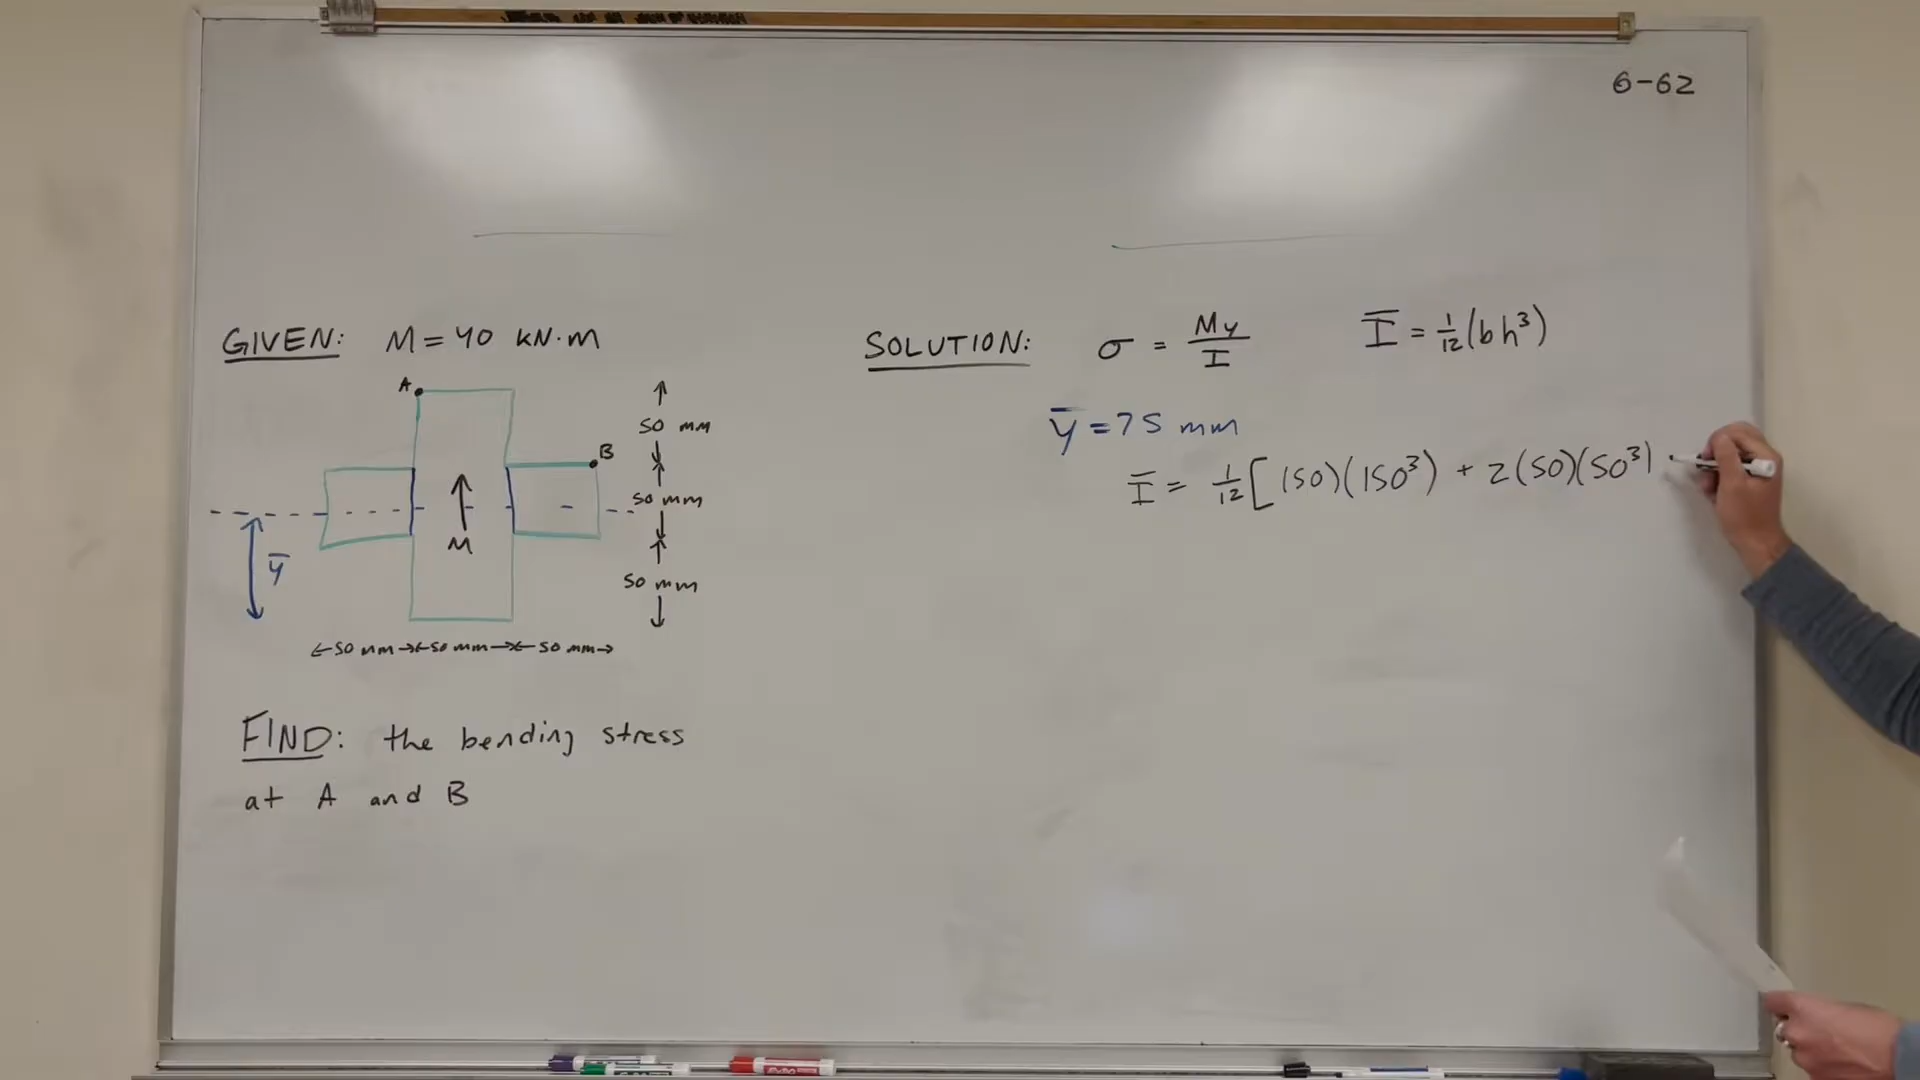 6-62
GIVEN: M = 40 kN·m
A
B
M
y̅
50 mm
50 mm
50 mm
50 mm 50 mm 50 mm
FIND: the bending stress
at A and B
SOLUTION: σ = My/I I̅ = 1/12(bh³)
y̅ = 75 mm
I̅ = 1/12[150)(150³) + 2(50)(50³)